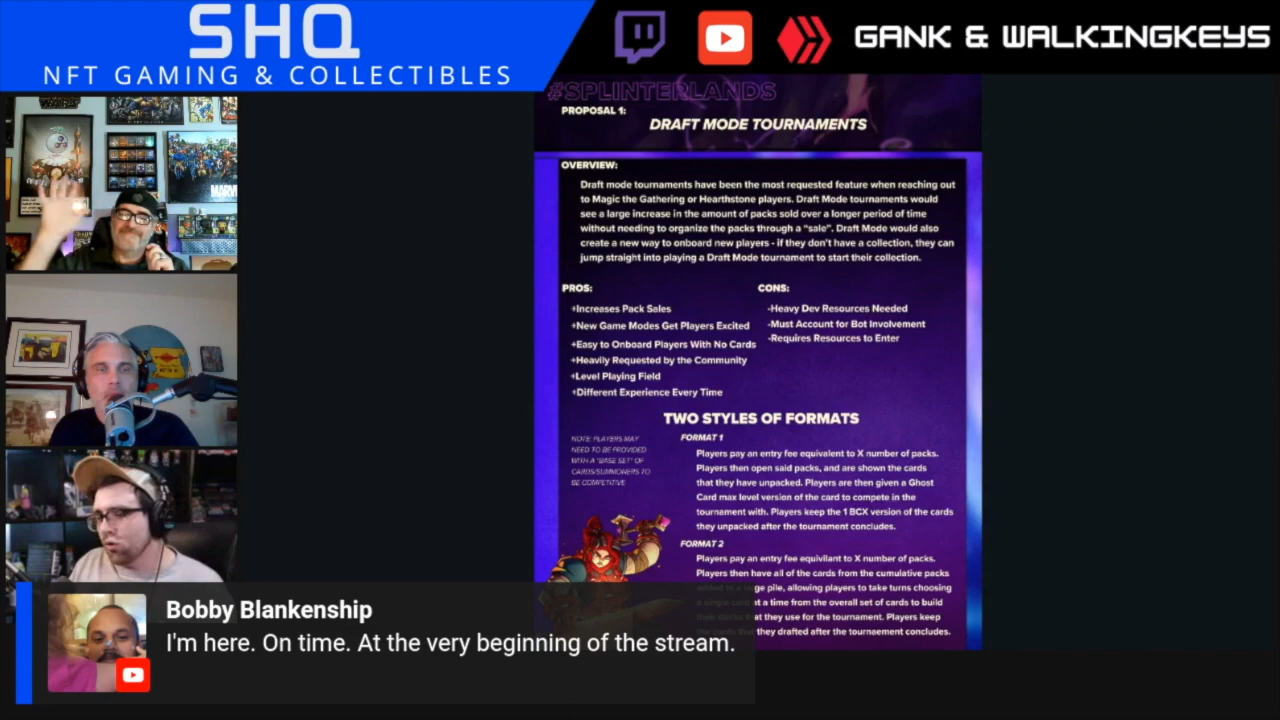 SHQ
NFT GAMING & COLLECTIBLES
GANK & WALKINGKEYS
#SPLINTERLANDS
PROPOSAL 1:
DRAFT MODE TOURNAMENTS
OVERVIEW:
Draft mode tournaments have been the most requested feature when reaching out
to Magic the Gathering or Hearthstone players. Draft Mode tournaments would
see a large increase in the amount of packs sold over a longer period of time
without needing to organize the packs through a "sale". Draft Mode would also
create a new way to onboard new players - if they don't have a collection, they can
jump straight into playing a Draft Mode tournament to start their collection.
PROS:
+Increases Pack Sales
+New Game Modes Get Players Excited
+Easy to Onboard Players With No Cards
+Heavily Requested by the Community
+Level Playing Field
+Different Experience Every Time
CONS:
-Heavy Dev Resources Needed
-Must Account for Bot Involvement
-Requires Resources to Enter
TWO STYLES OF FORMATS
NOTE: PLAYERS MAY
NEED TO BE PROVIDED
WITH A "BASE SET" OF
CARDS/SUMMONERS TO
BE COMPETITIVE
FORMAT 1
Players pay an entry fee equivalent to X number of packs.
Players then open said packs, and are shown the cards
that they have unpacked. Players are then given a Ghost
Card max level version of the card to compete in the
tournament with. Players keep the 1 BCX version of the cards
they unpacked after the tournament concludes.
FORMAT 2
Players pay an entry fee equivilant to X number of packs.
Players then have all of the cards from the cumulative packs
added to a large pile, allowing players to take turns choosing
a single card at a time from the overall set of cards to build
their decks that they use for the tournament. Players keep
the cards that they drafted after the tournaement concludes.
MARVEL
Bobby Blankenship
I'm here. On time. At the very beginning of the stream.